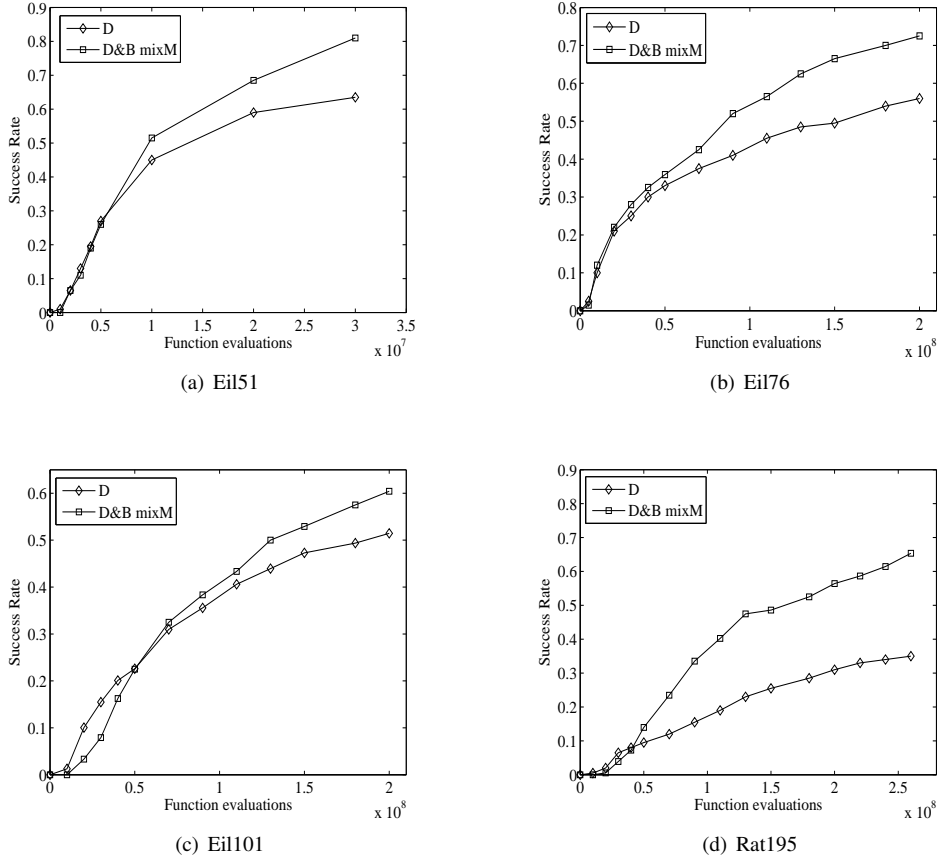 0.9
0.8
0.7
0.6
0.5
0.4
0.3
0.2
0.1
0
Success Rate
D
D&B mixM
0 0.5 1 1.5 2 2.5 3 3.5
Function evaluations
x 10^7
(a) Eil51
0.8
0.7
0.6
0.5
0.4
0.3
0.2
0.1
0
Success Rate
D
D&B mixM
0 0.5 1 1.5 2
Function evaluations
x 10^8
(b) Eil76
0.6
0.5
0.4
0.3
0.2
0.1
0
Success Rate
D
D&B mixM
0 0.5 1 1.5 2
Function evaluations
x 10^8
(c) Eil101
0.9
0.8
0.7
0.6
0.5
0.4
0.3
0.2
0.1
0
Success Rate
D
D&B mixM
0 0.5 1 1.5 2 2.5
Function evaluations
x 10^8
(d) Rat195